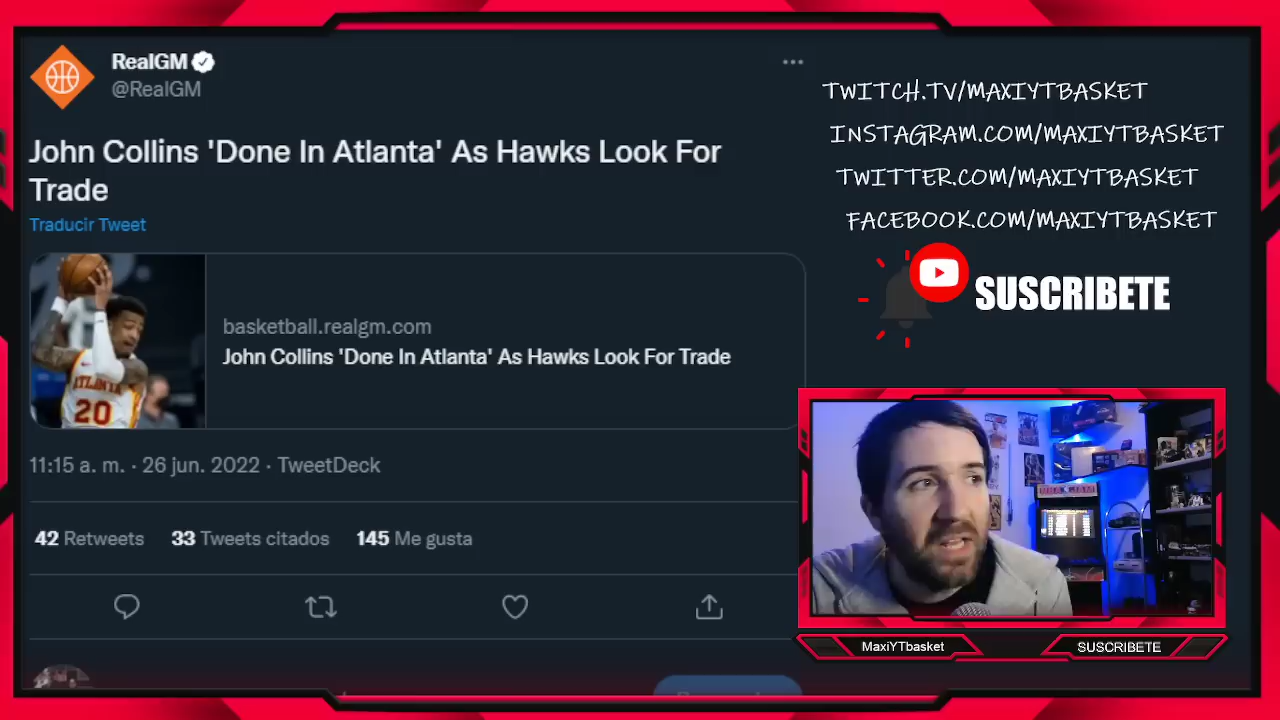 RealGM
@RealGM
John Collins 'Done In Atlanta' As Hawks Look For
Trade
Traducir Tweet
basketball.realgm.com
John Collins 'Done In Atlanta' As Hawks Look For Trade
ATLANTA
20
11:15 a. m. · 26 jun. 2022 · TweetDeck
42 Retweets 33 Tweets citados 145 Me gusta
TWITCH.TV/MAXIYTBASKET
INSTAGRAM.COM/MAXIYTBASKET
TWITTER.COM/MAXIYTBASKET
FACEBOOK.COM/MAXIYTBASKET
SUSCRIBETE
NBA JAM
MaxiYTbasket
SUSCRIBETE